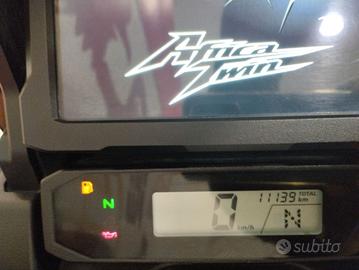 Africa
Twin
N
0
km/h
11139 TOTAL
km
N
subito